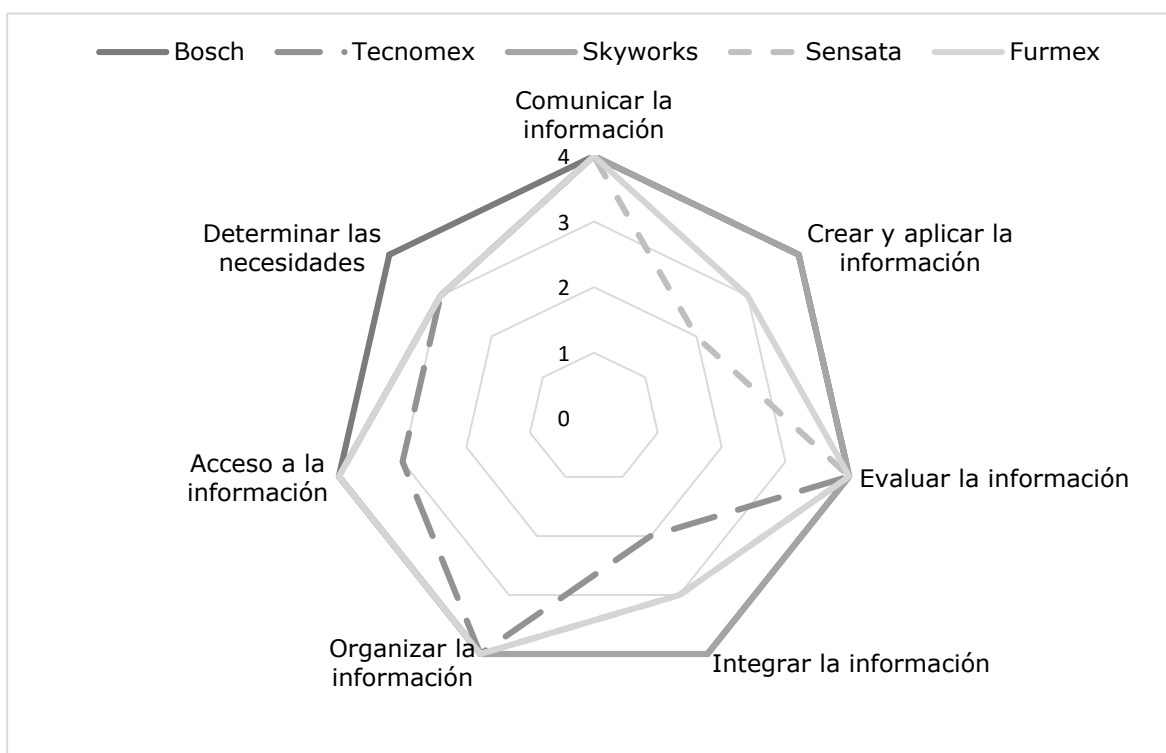 Bosch Tecnomex Skyworks Sensata Furmex
Comunicar la
información
4
Determinar las
necesidades
3
Crear y aplicar la
información
2
1
0
Acceso a la
información
Evaluar la información
Organizar la
información
Integrar la información